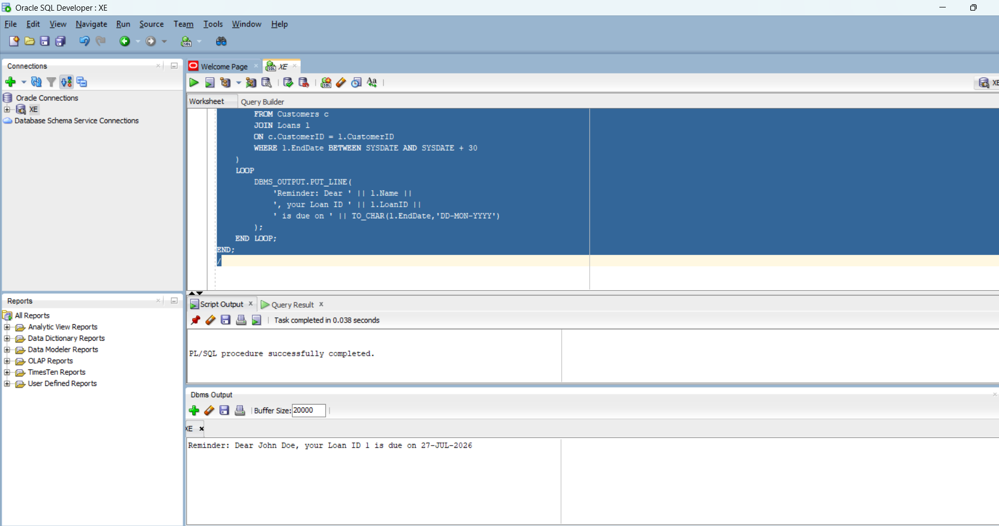 Oracle SQL Developer : XE
File Edit View Navigate Run Source Team Tools Window Help
Connections
Oracle Connections
XE
Database Schema Service Connections
Reports
All Reports
Analytic View Reports
Data Dictionary Reports
Data Modeler Reports
OLAP Reports
TimesTen Reports
User Defined Reports
Welcome Page
XE
XE
Worksheet Query Builder
FROM Customers c
JOIN Loans l
ON c.CustomerID = l.CustomerID
WHERE l.EndDate BETWEEN SYSDATE AND SYSDATE + 30
)
LOOP
DBMS_OUTPUT.PUT_LINE(
'Reminder: Dear ' || l.Name ||
', your Loan ID ' || l.LoanID ||
' is due on ' || TO_CHAR(l.EndDate,'DD-MON-YYYY')
);
END LOOP;
END;
/
Script Output x Query Result x
Task completed in 0.038 seconds
PL/SQL procedure successfully completed.
Dbms Output
Buffer Size: 20000
XE
Reminder: Dear John Doe, your Loan ID 1 is due on 27-JUL-2026